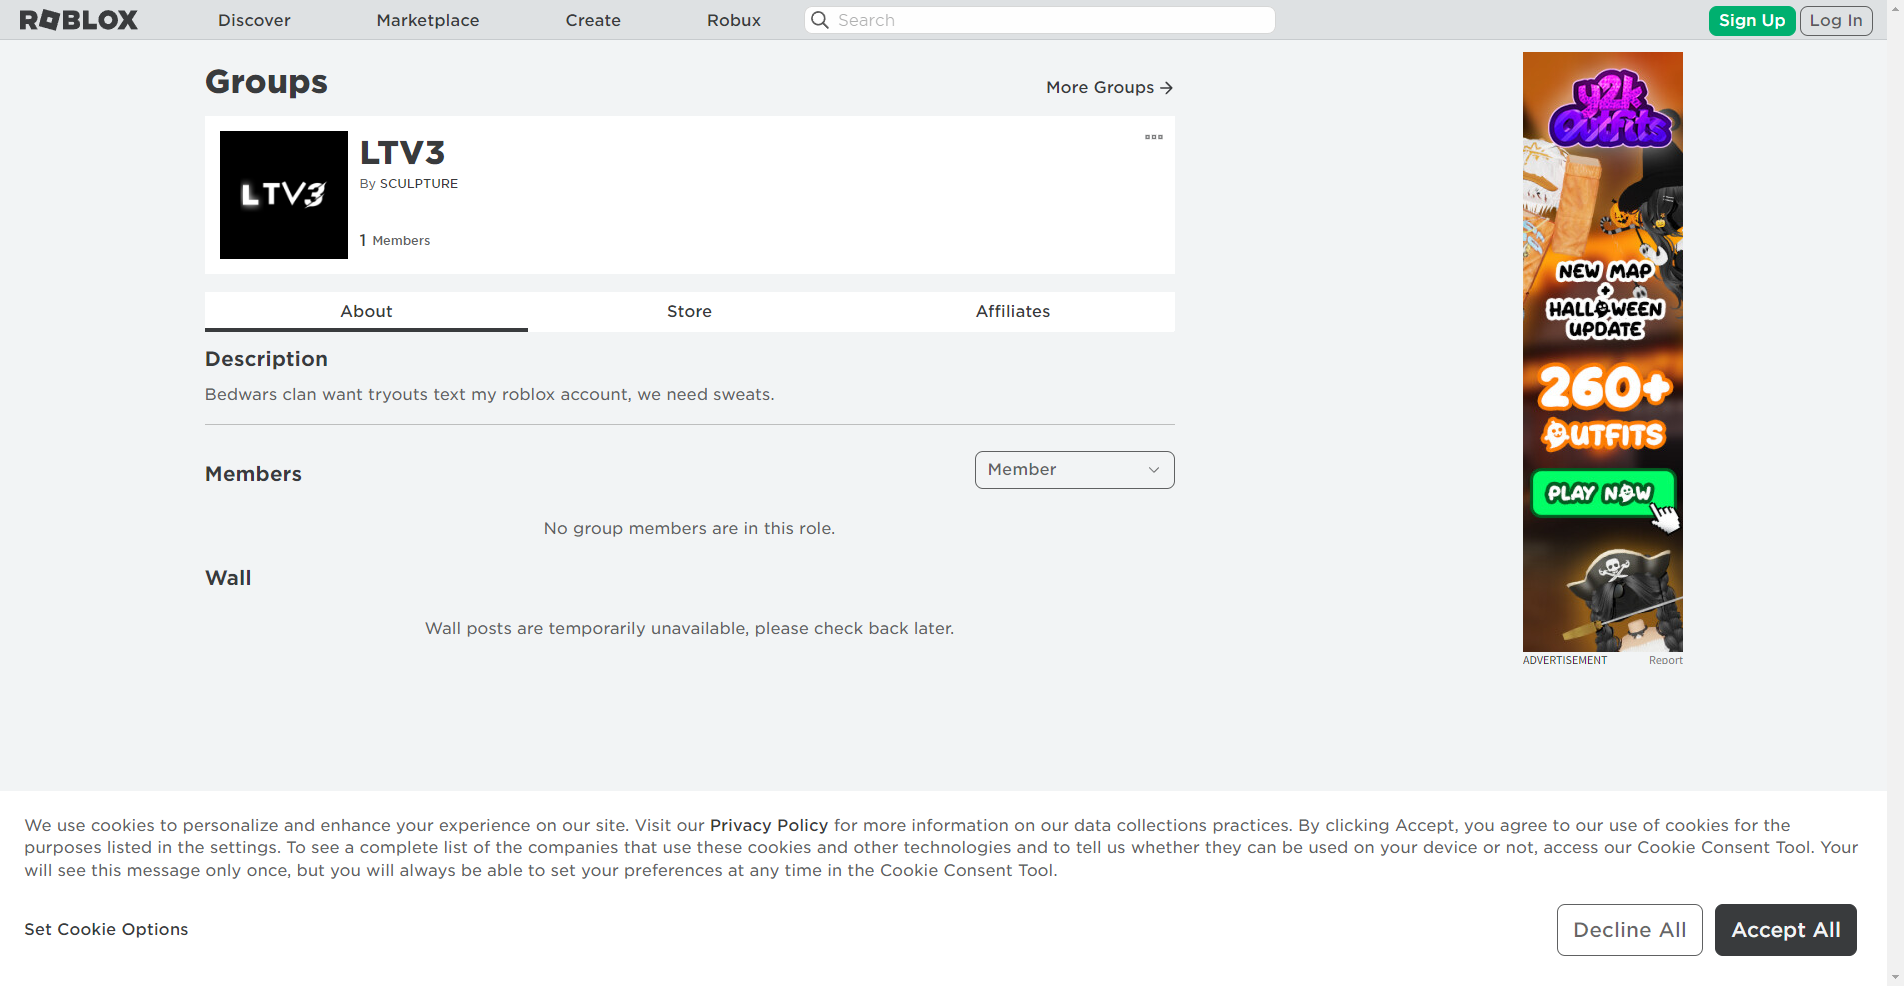 ROBLOX
Discover
Marketplace
Create
Robux
Search
Sign Up
Log In
Groups
More Groups
LTV3
LTV3
By SCULPTURE
1 Members
About
Store
Affiliates
Description
Bedwars clan want tryouts text my roblox account, we need sweats.
Members
Member
No group members are in this role.
Wall
Wall posts are temporarily unavailable, please check back later.
y2k
Outfits
NEW MAP
+
HALLOWEEN
UPDATE
260+
OUTFITS
PLAY NOW
ADVERTISEMENT
Report
We use cookies to personalize and enhance your experience on our site. Visit our Privacy Policy for more information on our data collections practices. By clicking Accept, you agree to our use of cookies for the
purposes listed in the settings. To see a complete list of the companies that use these cookies and other technologies and to tell us whether they can be used on your device or not, access our Cookie Consent Tool. Your
will see this message only once, but you will always be able to set your preferences at any time in the Cookie Consent Tool.
Set Cookie Options
Decline All
Accept All